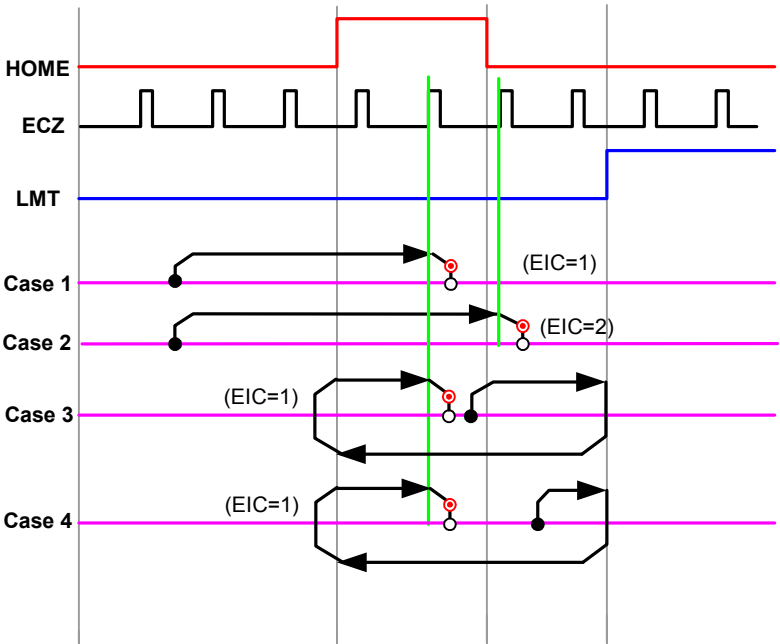 HOME
ECZ
LMT
Case 1
(EIC=1)
Case 2
(EIC=2)
Case 3
(EIC=1)
Case 4
(EIC=1)